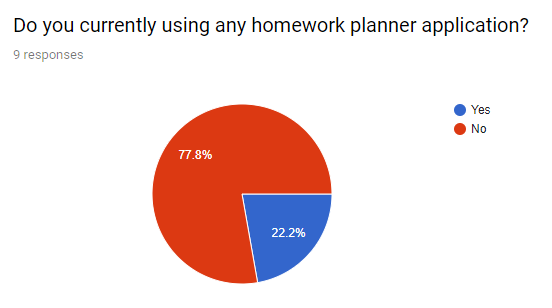 Do you currently using any homework planner application?
9 responses
Yes
No
77.8%
22.2%